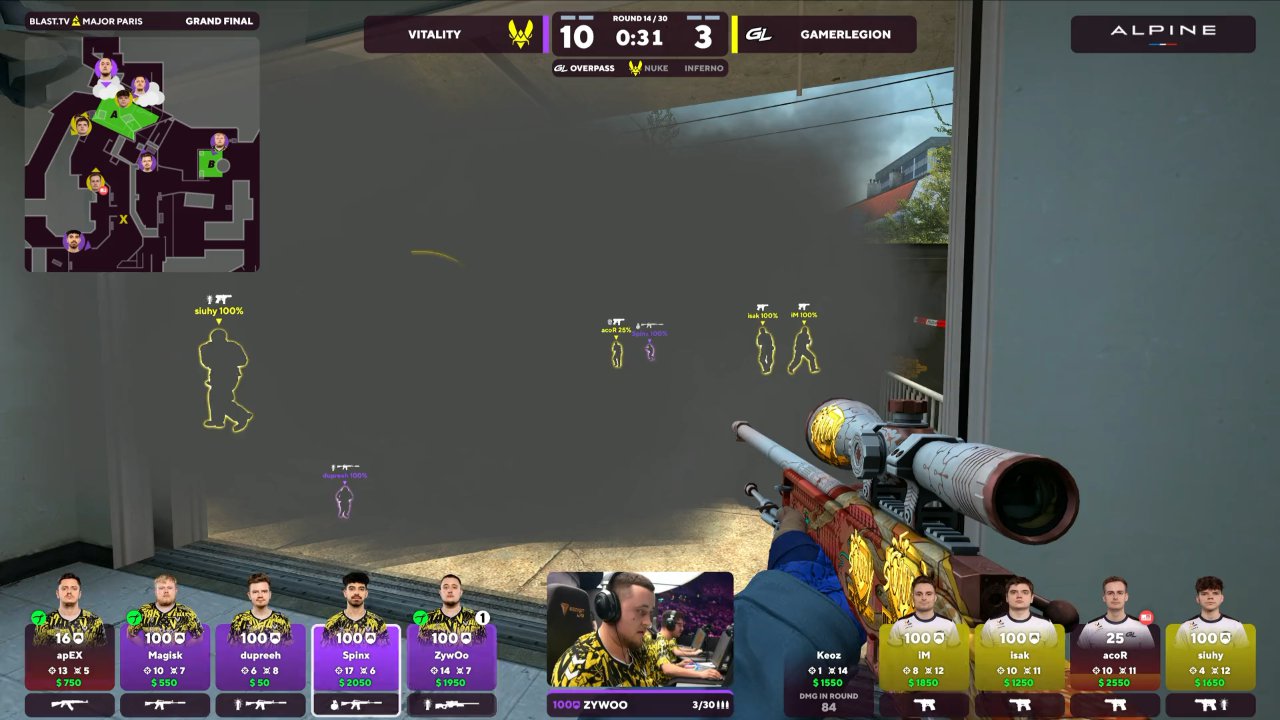 BLAST.TV MAJOR PARIS GRAND FINAL
VITALITY 10 ROUND 14 / 30 0:31 3 GL GAMERLEGION
GL OVERPASS NUKE INFERNO
ALPINE
A
B
X
siuhy 100%
acoR 25%
Spinx 100%
isak 100%
iM 100%
dupreeh 100%
16 100 100 100 1 100
apEX Magisk dupreeh Spinx ZywOo
13 5 10 7 6 8 17 6 14 7
$750 $550 $50 $2050 $1950
100 ZYWOO 3/30
Keoz
1 14
$1550
DMG IN ROUND
84
100 100 25 100
iM isak acoR siuhy
8 12 10 11 10 11 4 12
$1850 $1250 $2550 $1650